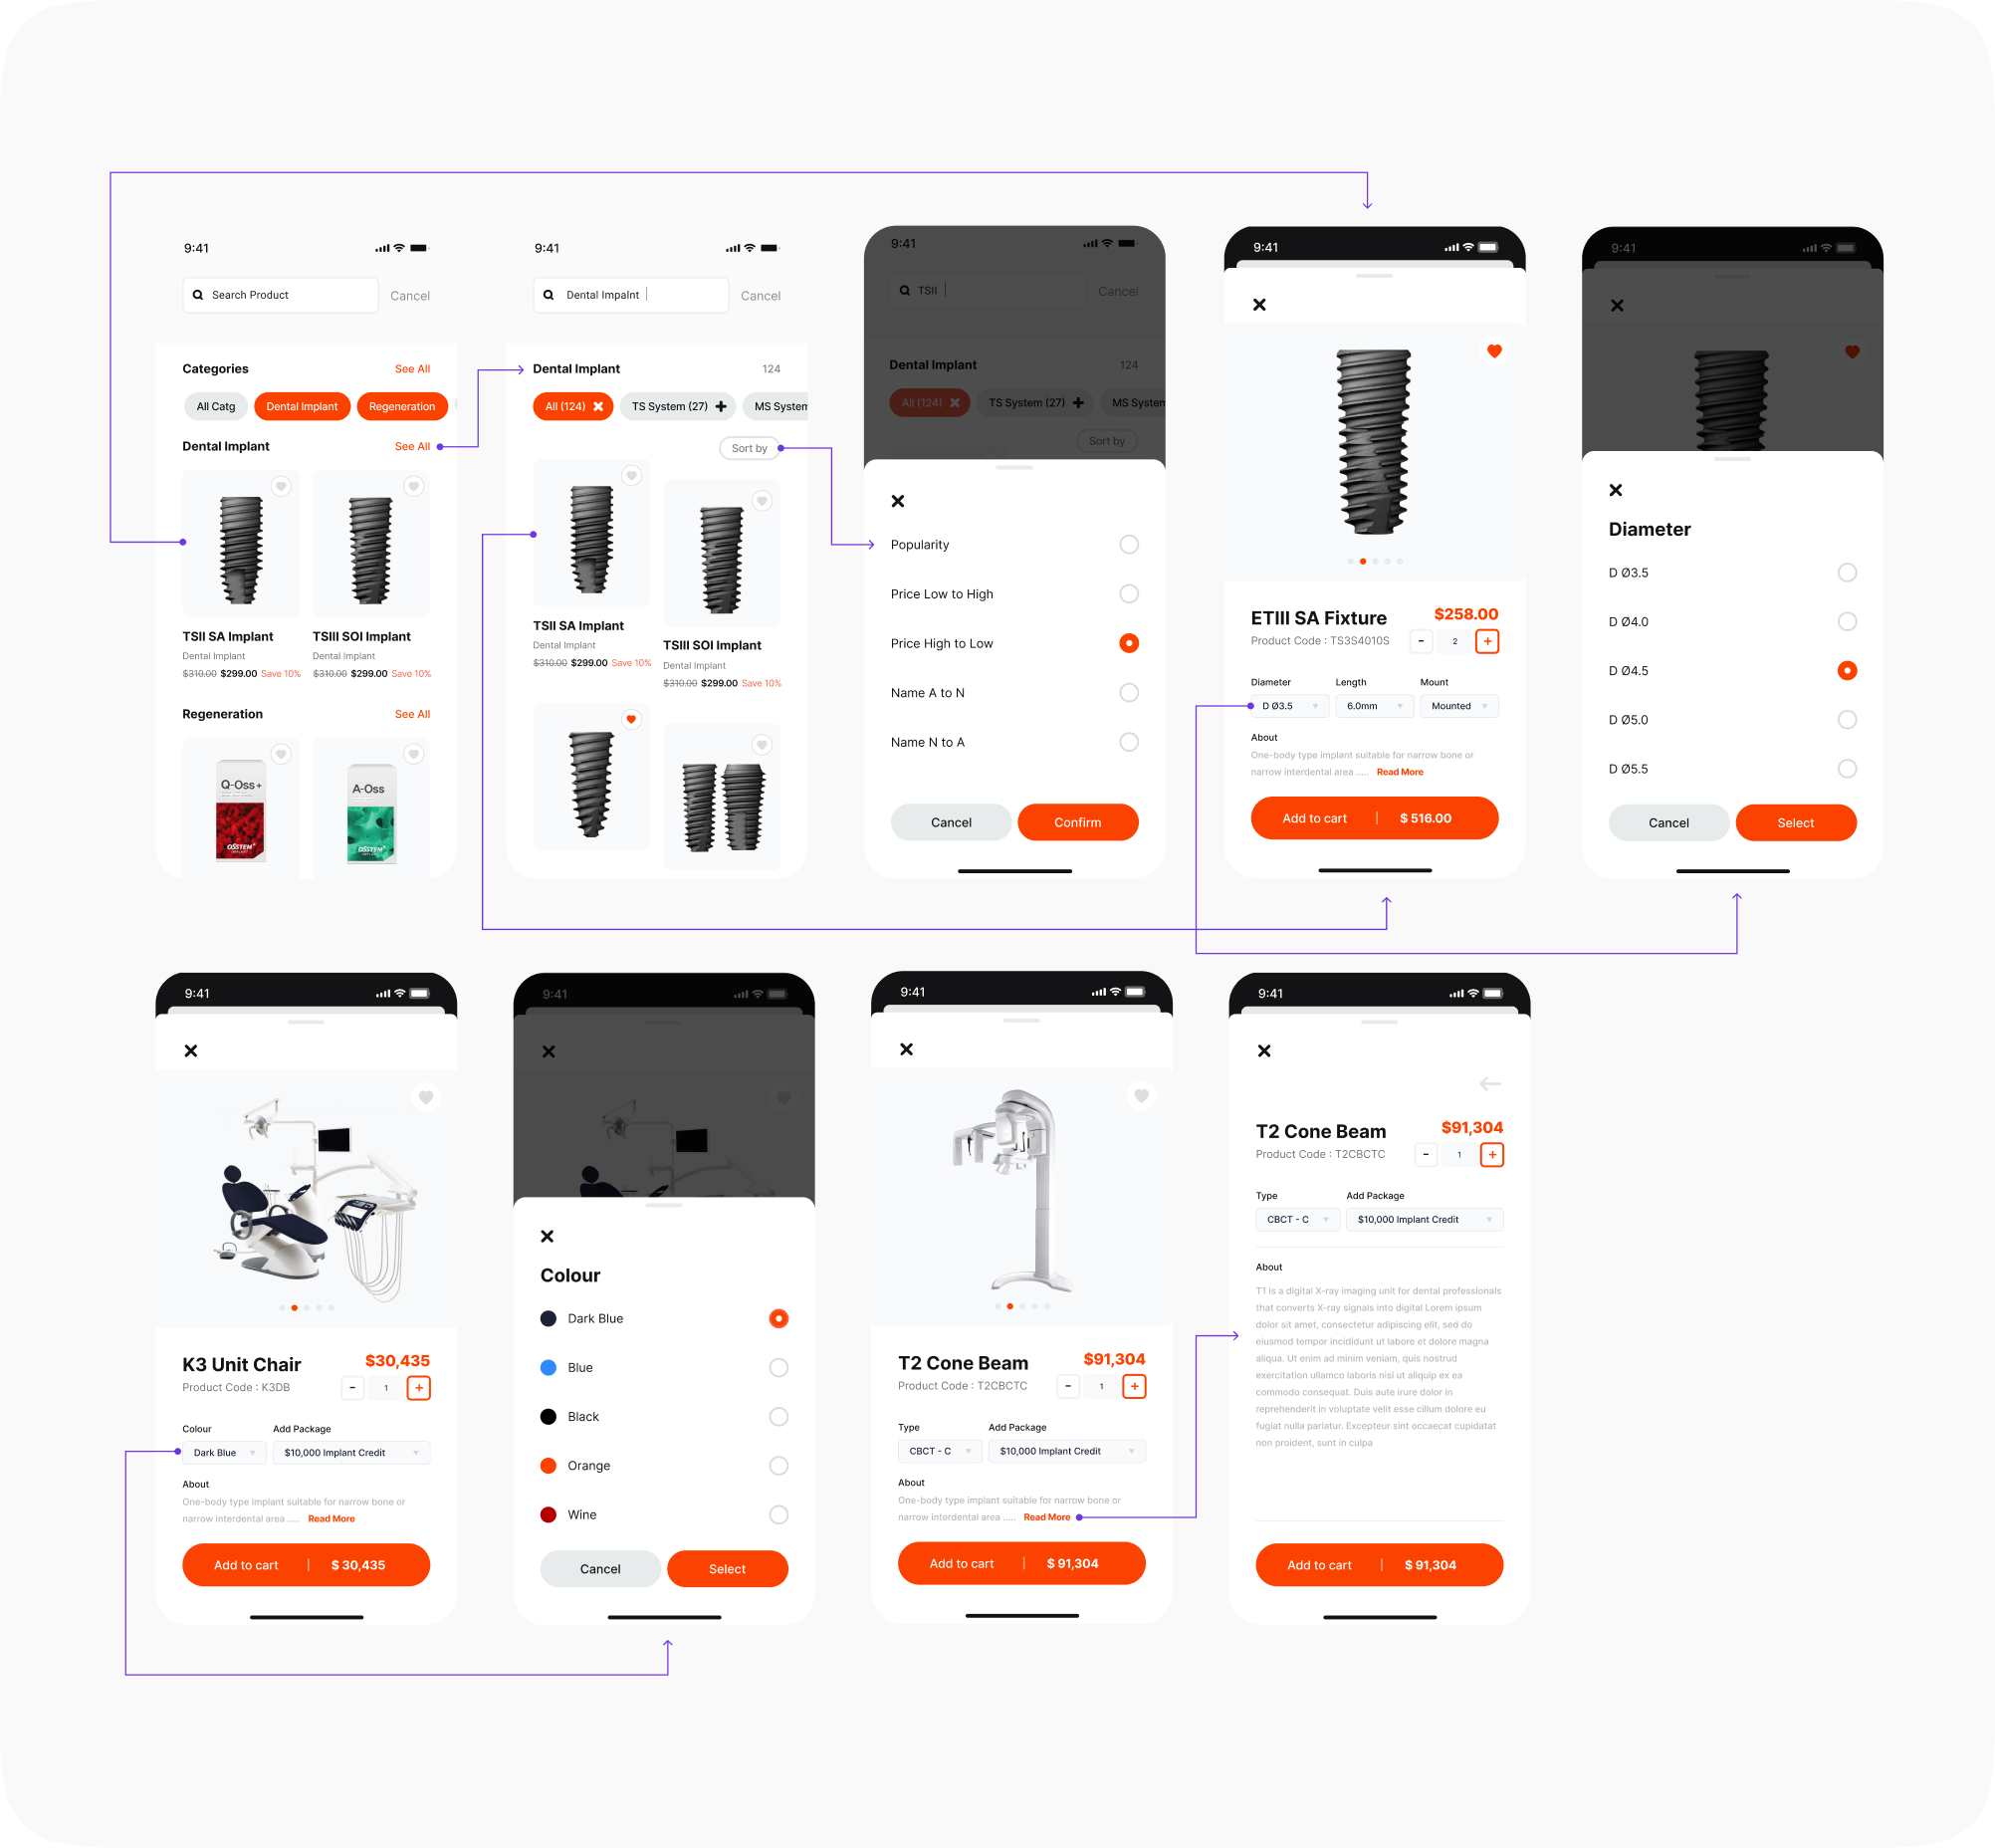 9:41
Search Product
Cancel
Categories
See All
All Catg
Dental Implant
Regeneration
Dental Implant
See All
TSII SA Implant
Dental Implant
$310.00 $299.00 Save 10%
TSIII SOI Implant
Dental Implant
$310.00 $299.00 Save 10%
Regeneration
See All
Q-Oss+
OSSTEM
IMPLANT
A-Oss
OSSTEM
IMPLANT
9:41
Dental Impalnt
Cancel
Dental Implant
124
All (124)
TS System (27)
MS System
Sort by
TSII SA Implant
Dental Implant
$310.00 $299.00 Save 10%
TSIII SOI Implant
Dental Implant
$310.00 $299.00 Save 10%
9:41
TSII
Cancel
Dental Implant
124
All (124)
TS System (27)
MS System
Sort by
Popularity
Price Low to High
Price High to Low
Name A to N
Name N to A
Cancel
Confirm
9:41
ETIII SA Fixture
$258.00
Product Code : TS3S4010S
- 2 +
Diameter
Length
Mount
D Ø3.5
6.0mm
Mounted
About
One-body type implant suitable for narrow bone or
narrow interdental area ..... Read More
Add to cart | $ 516.00
9:41
Diameter
D Ø3.5
D Ø4.0
D Ø4.5
D Ø5.0
D Ø5.5
Cancel
Select
9:41
K3 Unit Chair
$30,435
Product Code : K3DB
- 1 +
Colour
Add Package
Dark Blue
$10,000 Implant Credit
About
One-body type implant suitable for narrow bone or
narrow interdental area ..... Read More
Add to cart | $ 30,435
9:41
Colour
Dark Blue
Blue
Black
Orange
Wine
Cancel
Select
9:41
T2 Cone Beam
$91,304
Product Code : T2CBCTC
- 1 +
Type
Add Package
CBCT - C
$10,000 Implant Credit
About
One-body type implant suitable for narrow bone or
narrow interdental area ..... Read More
Add to cart | $ 91,304
9:41
T2 Cone Beam
$91,304
Product Code : T2CBCTC
- 1 +
Type
Add Package
CBCT - C
$10,000 Implant Credit
About
T1 is a digital X-ray imaging unit for dental professionals
that converts X-ray signals into digital Lorem ipsum
dolor sit amet, consectetur adipiscing elit, sed do
eiusmod tempor incididunt ut labore et dolore magna
aliqua. Ut enim ad minim veniam, quis nostrud
exercitation ullamco laboris nisi ut aliquip ex ea
commodo consequat. Duis aute irure dolor in
reprehenderit in voluptate velit esse cillum dolore eu
fugiat nulla pariatur. Excepteur sint occaecat cupidatat
non proident, sunt in culpa
Add to cart | $ 91,304